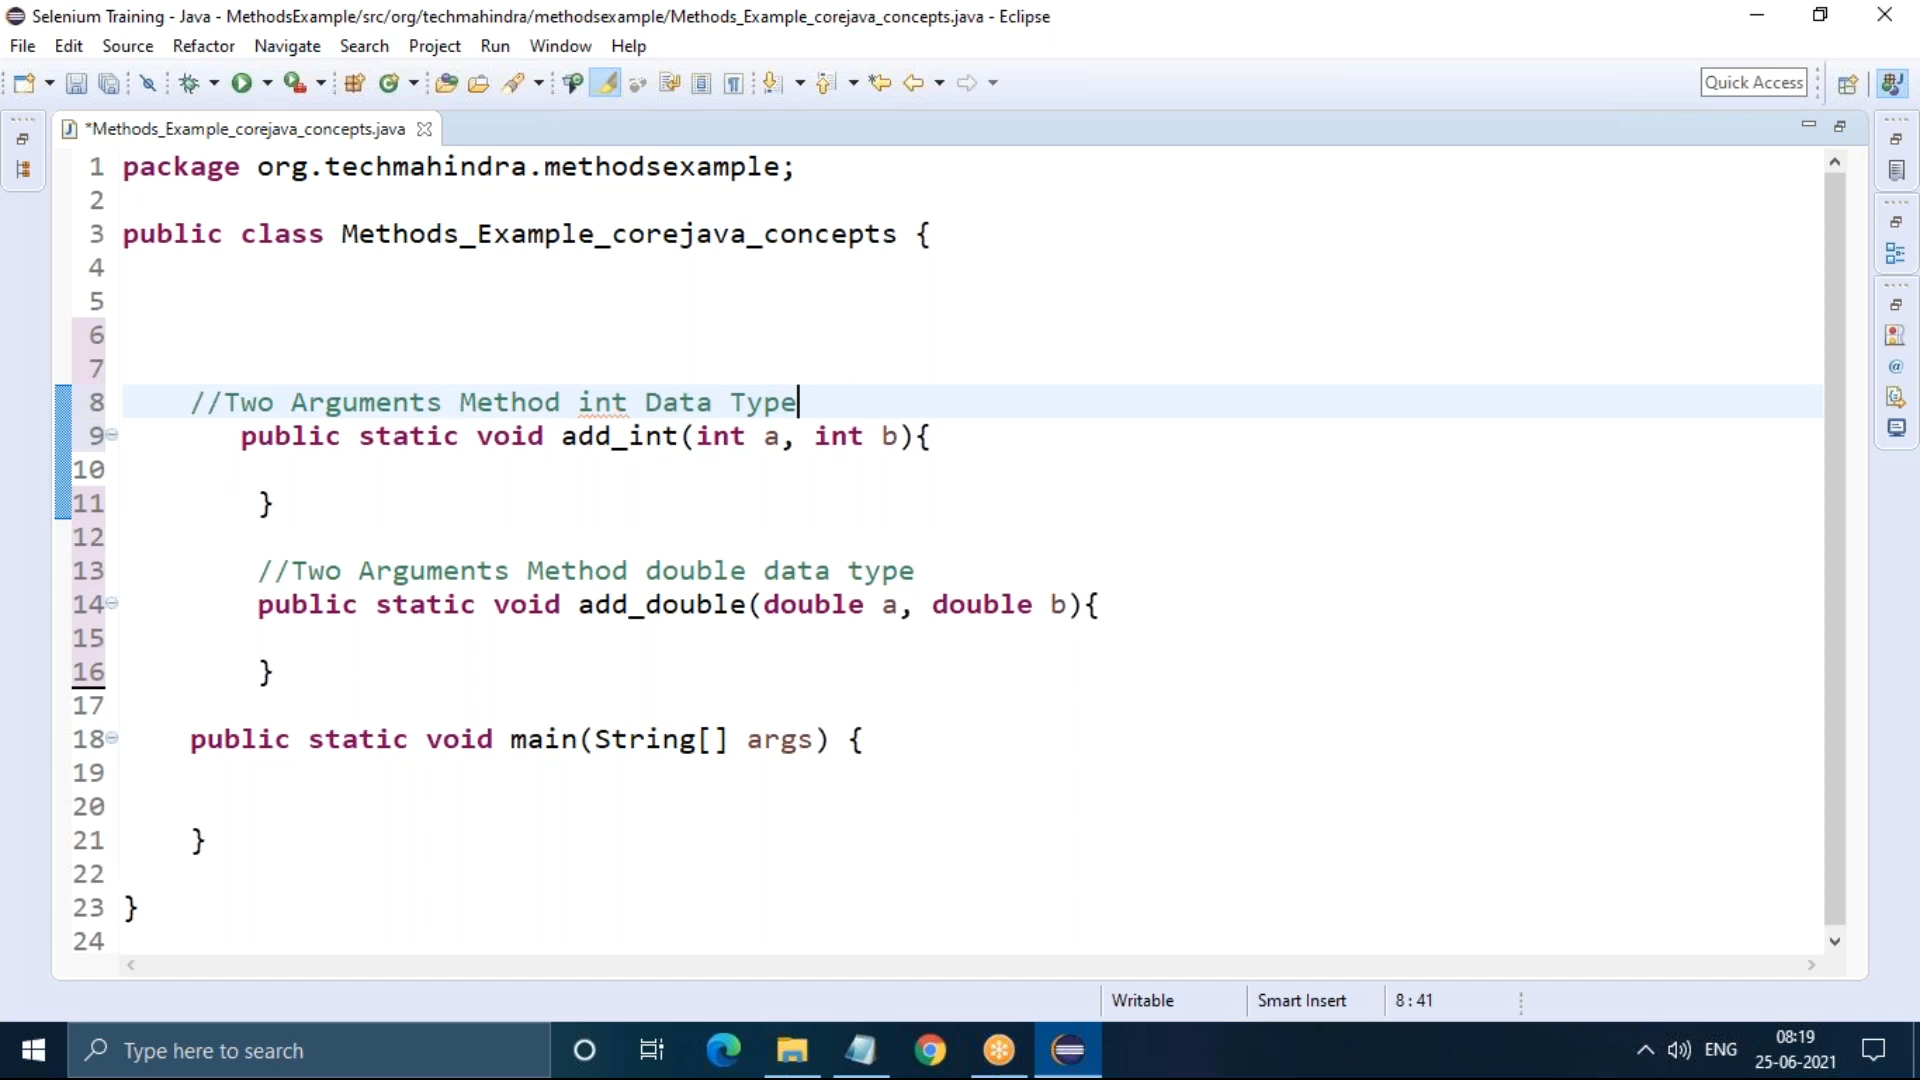 Selenium Training - Java - MethodsExample/src/org/techmahindra/methodsexample/Methods_Example_corejava_concepts.java - Eclipse
File Edit Source Refactor Navigate Search Project Run Window Help
Quick Access
*Methods_Example_corejava_concepts.java
1 package org.techmahindra.methodsexample;
2
3 public class Methods_Example_corejava_concepts {
4
5
6
7
8 //Two Arguments Method int Data Type
9 public static void add_int(int a, int b){
10
11 }
12
13 //Two Arguments Method double data type
14 public static void add_double(double a, double b){
15
16 }
17
18 public static void main(String[] args) {
19
20
21 }
22
23 }
24
Writable Smart Insert 8 : 41
Type here to search
ENG
08:19
25-06-2021